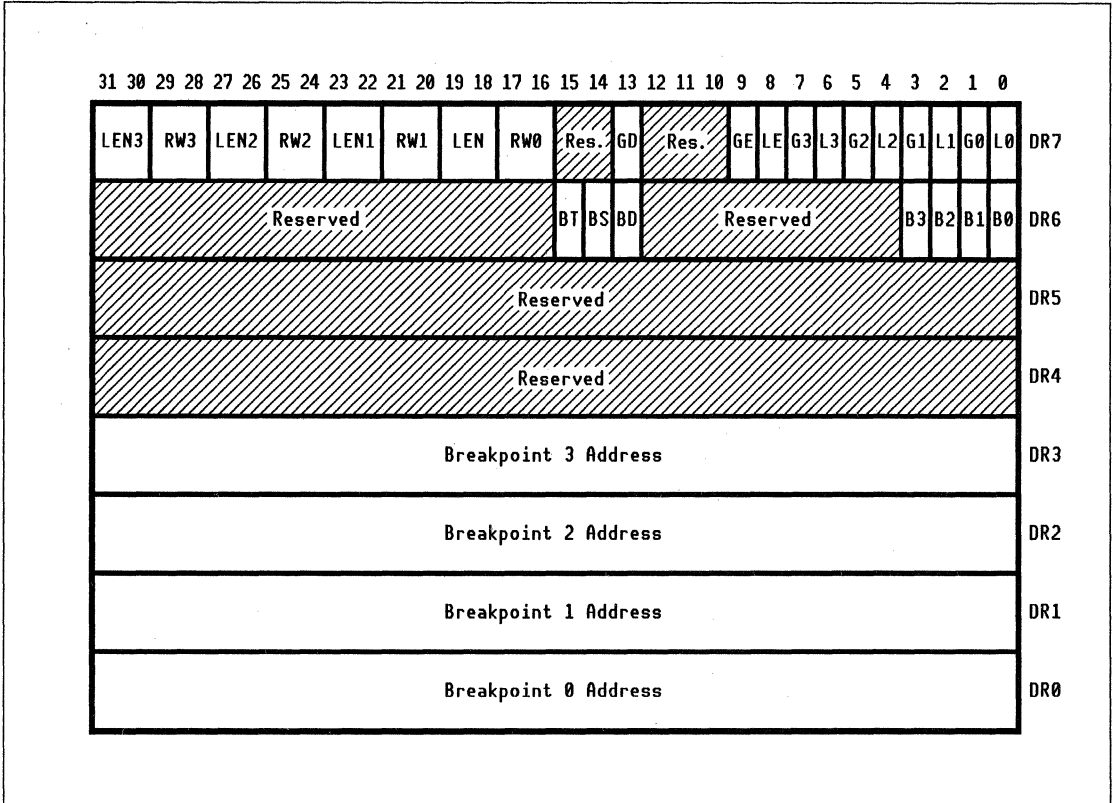 31 30 29 28 27 26 25 24 23 22 21 20 19 18 17 16 15 14 13 12 11 10 9 8 7 6 5 4 3 2 1 0
LEN3 RW3 LEN2 RW2 LEN1 RW1 LEN RW0 Res. GD Res. GE LE G3 L3 G2 L2 G1 L1 G0 L0 DR7
Reserved BT BS BD Reserved B3 B2 B1 B0 DR6
Reserved DR5
Reserved DR4
Breakpoint 3 Address DR3
Breakpoint 2 Address DR2
Breakpoint 1 Address DR1
Breakpoint 0 Address DR0